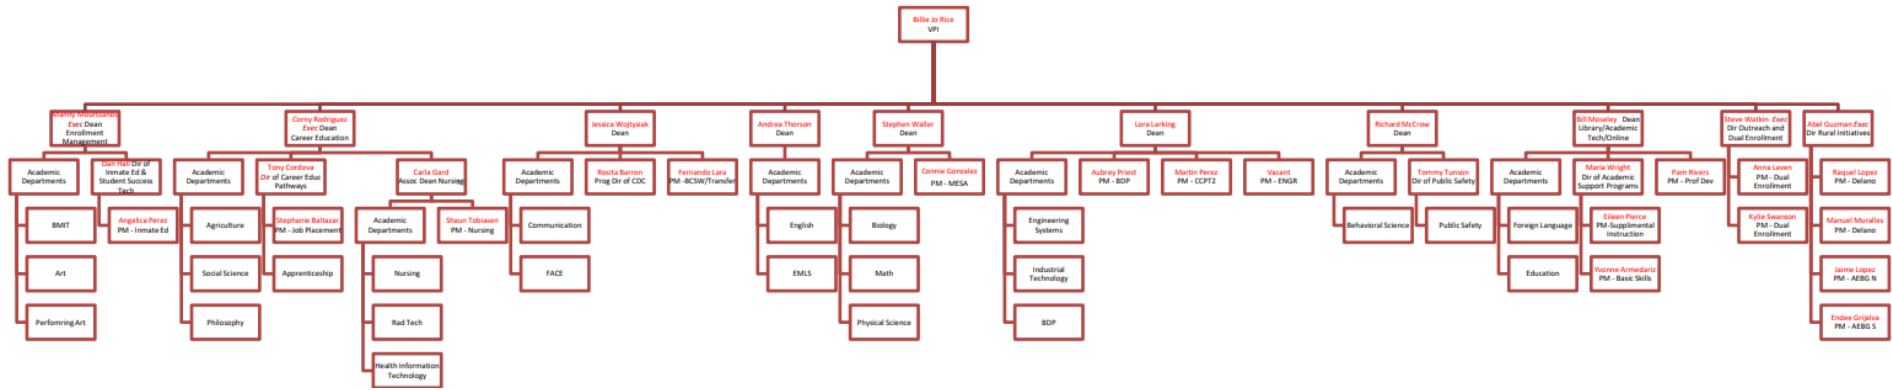 Billie Jo Rice
VPI
Exec Dean
Enrollment
Management
Corny Rodriguez
Exec Dean
Career Education
Jessica Wojtysiak
Dean
Andrea Thorson
Dean
Stephen Waller
Dean
Lora Larking
Dean
Richard McCrow
Dean
Bill Moseley Dean
Library/Academic
Tech/Online
Steve Watkin Exec
Dir Outreach and
Dual Enrollment
Abel Guzman Exec
Dir Rural Initiatives
Academic
Departments
Dan Hall Dir of
Inmate Ed &
Student Success
Tech
Academic
Departments
Tony Cordova
Dir of Career Educ
Pathways
Carla Gard
Assoc Dean Nursing
Academic
Departments
Rosita Barron
Prog Dir of CDC
Fernando Lara
PM -BCSW/Transfer
Academic
Departments
Academic
Departments
Connie Gonzalez
PM - MESA
Academic
Departments
Aubrey Priest
PM - BDP
Martin Perez
PM - CCPT2
Vacant
PM - ENGR
Academic
Departments
Tommy Tunson
Dir of Public Safety
Academic
Departments
Maria Wright
Dir of Academic
Support Programs
Pam Rivers
PM - Prof Dev
Anna Laven
PM - Dual
Enrollment
Raquel Lopez
PM - Delano
BMIT
Angelica Perez
PM - Inmate Ed
Agriculture
Stephanie Baltazar
PM - Job Placement
Academic
Departments
Shaun Tobiasen
PM - Nursing
Communication
English
Biology
Engineering
Systems
Behavioral Science
Public Safety
Foreign Language
Eileen Pierce
PM-Supplimental
Instruction
Kylie Swanson
PM - Dual
Enrollment
Manuel Muralles
PM - Delano
Art
Social Science
Apprenticeship
Nursing
FACE
EMLS
Math
Industrial
Technology
Education
Yvonne Armedariz
PM - Basic Skills
Jaime Lopez
PM - AEBG N
Perfomring Art
Philosophy
Rad Tech
Physical Science
BDP
Endee Grijalva
PM - AEBG S
Health Information
Technology